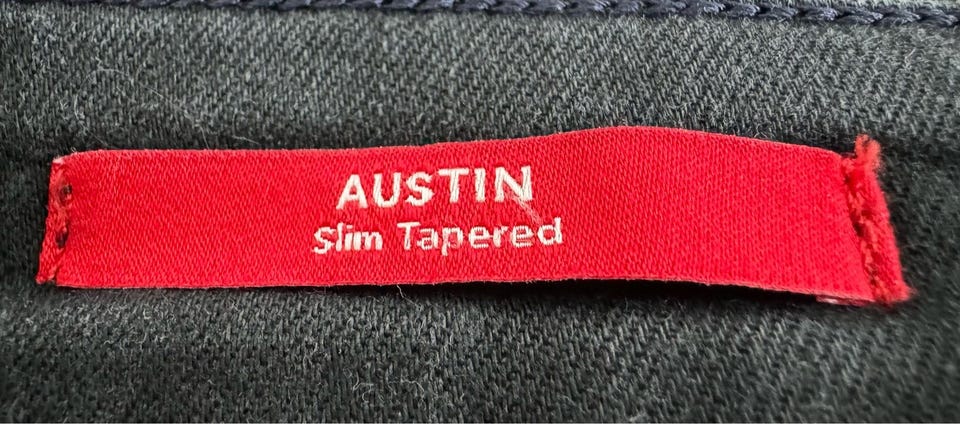 AUSTIN
Slim Tapered